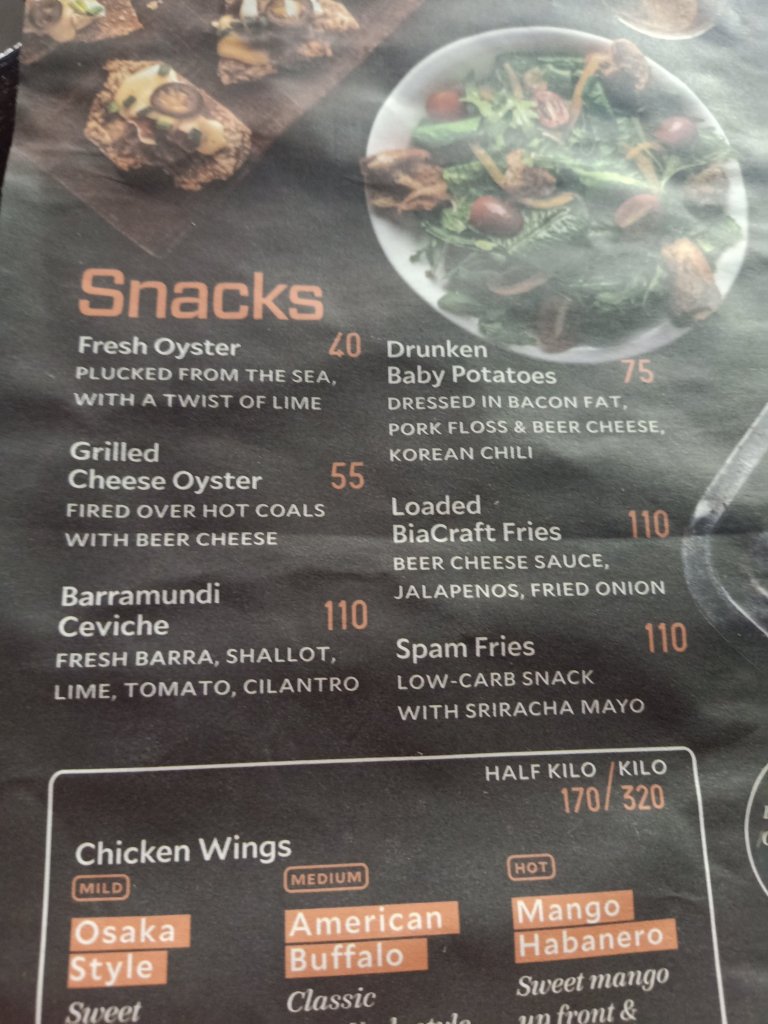 Snacks
Fresh Oyster 40
PLUCKED FROM THE SEA,
WITH A TWIST OF LIME
Grilled
Cheese Oyster 55
FIRED OVER HOT COALS
WITH BEER CHEESE
Barramundi
Ceviche 110
FRESH BARRA, SHALLOT,
LIME, TOMATO, CILANTRO
Drunken
Baby Potatoes 75
DRESSED IN BACON FAT,
PORK FLOSS & BEER CHEESE,
KOREAN CHILI
Loaded
BiaCraft Fries 110
BEER CHEESE SAUCE,
JALAPENOS, FRIED ONION
Spam Fries 110
LOW-CARB SNACK
WITH SRIRACHA MAYO
HALF KILO / KILO
170 / 320
Chicken Wings
MILD
Osaka
Style
Sweet
MEDIUM
American
Buffalo
Classic
HOT
Mango
Habanero
Sweet mango
up front &